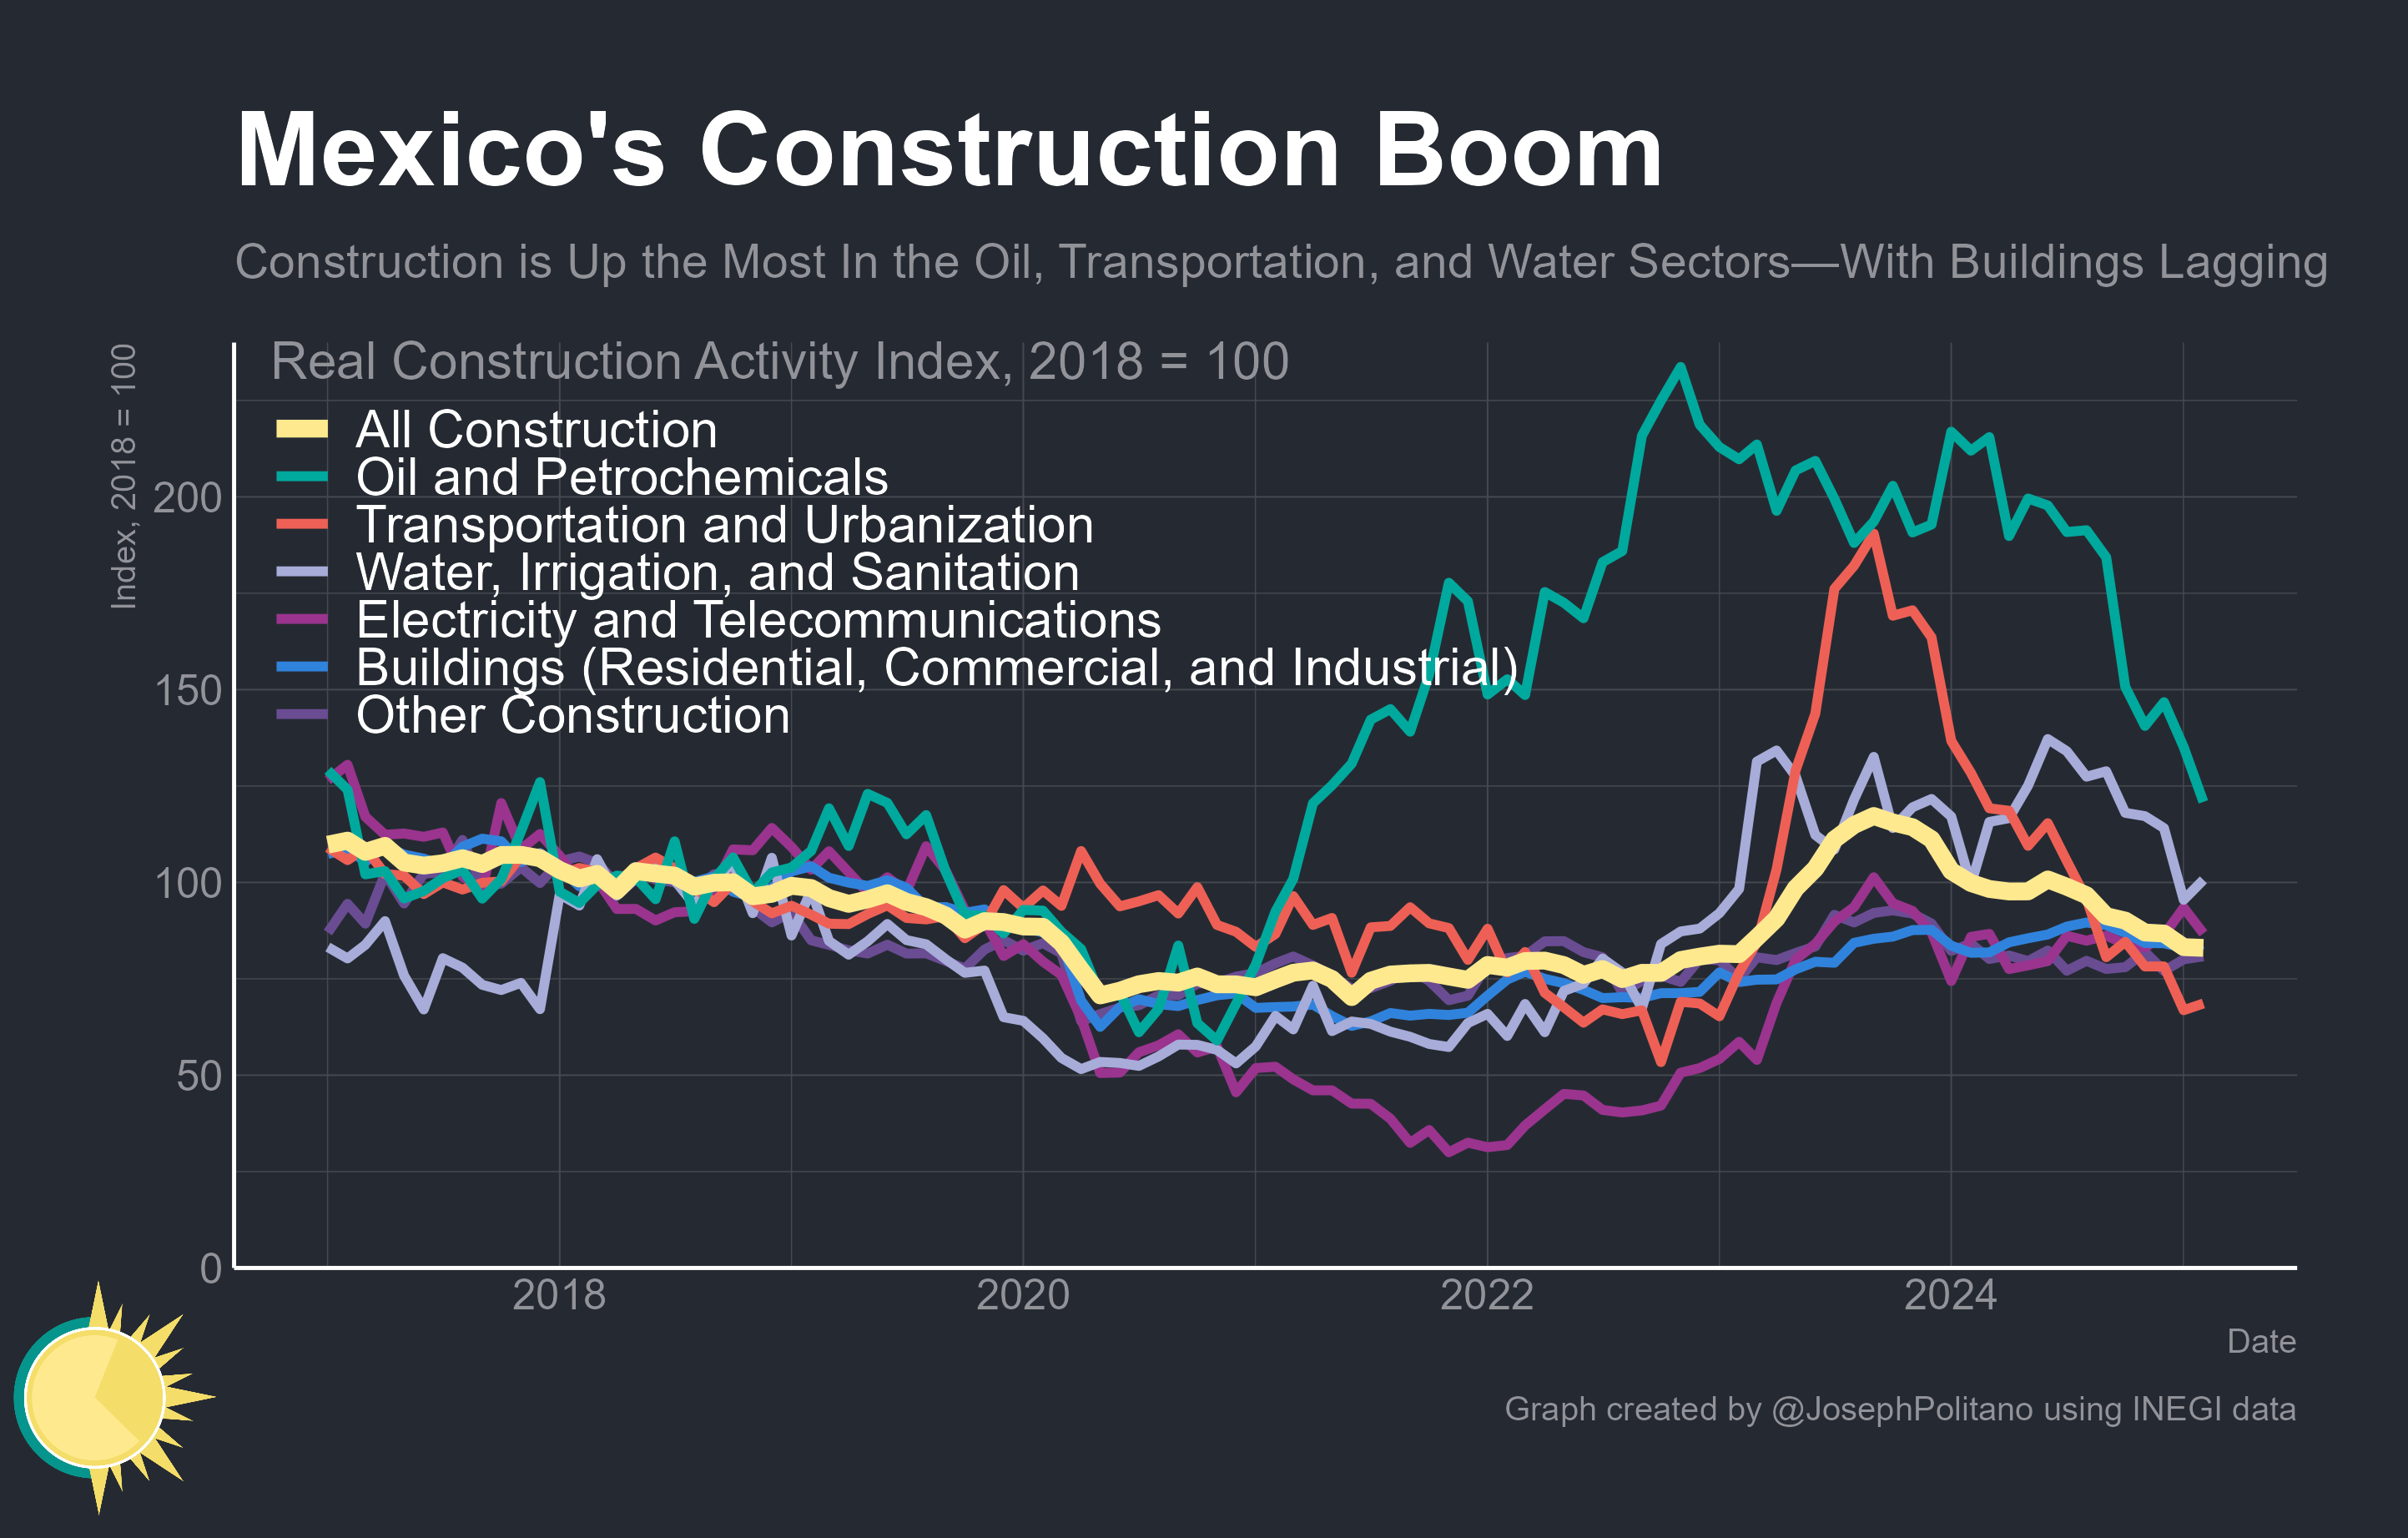 Mexico's Construction Boom
Construction is Up the Most In the Oil, Transportation, and Water Sectors—With Buildings Lagging
Index, 2018 = 100
Real Construction Activity Index, 2018 = 100
All Construction
Oil and Petrochemicals
Transportation and Urbanization
Water, Irrigation, and Sanitation
Electricity and Telecommunications
Buildings (Residential, Commercial, and Industrial)
Other Construction
200
150
100
50
0
2018 2020 2022 2024
Date
Graph created by @JosephPolitano using INEGI data